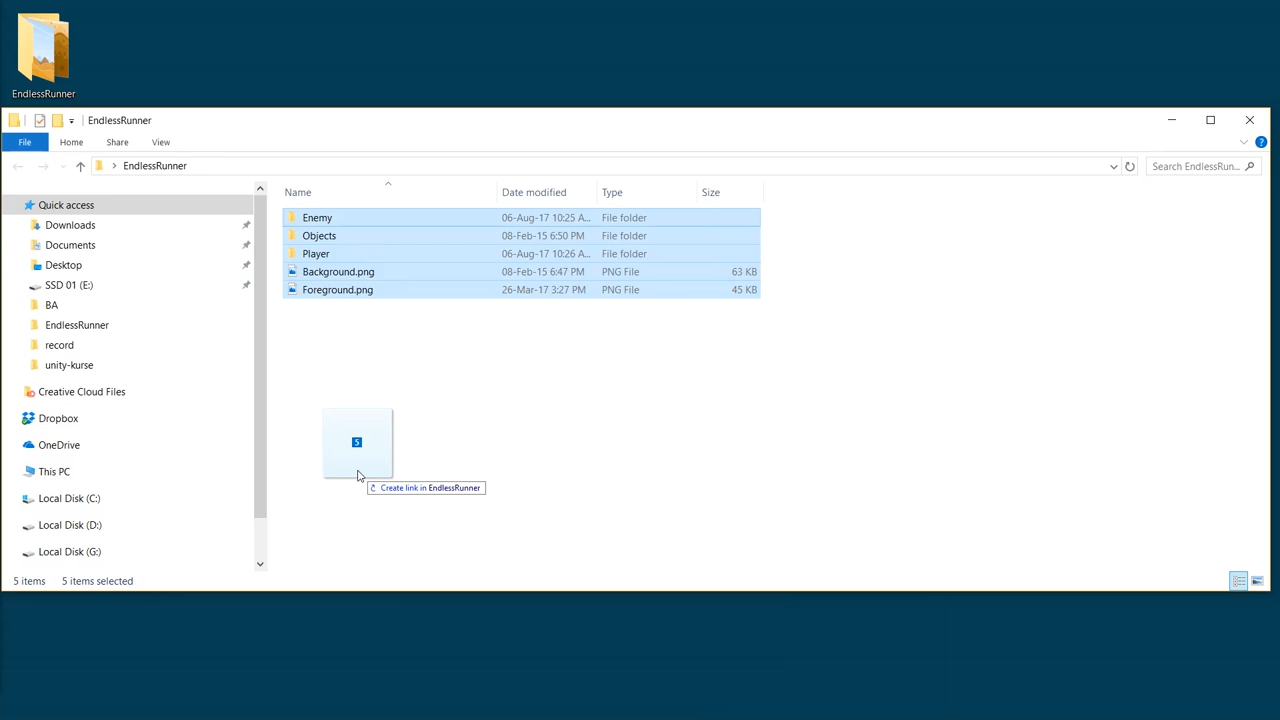 EndlessRunner
EndlessRunner
File Home Share View
EndlessRunner
Search EndlessRun...
Name Date modified Type Size
Quick access
Downloads
Documents
Desktop
SSD 01 (E:)
BA
EndlessRunner
record
unity-kurse
Creative Cloud Files
Dropbox
OneDrive
This PC
Local Disk (C:)
Local Disk (D:)
Local Disk (G:)
Enemy 06-Aug-17 10:25 A... File folder
Objects 08-Feb-15 6:50 PM File folder
Player 06-Aug-17 10:26 A... File folder
Background.png 08-Feb-15 6:47 PM PNG File 63 KB
Foreground.png 26-Mar-17 3:27 PM PNG File 45 KB
5
Create link in EndlessRunner
5 items 5 items selected